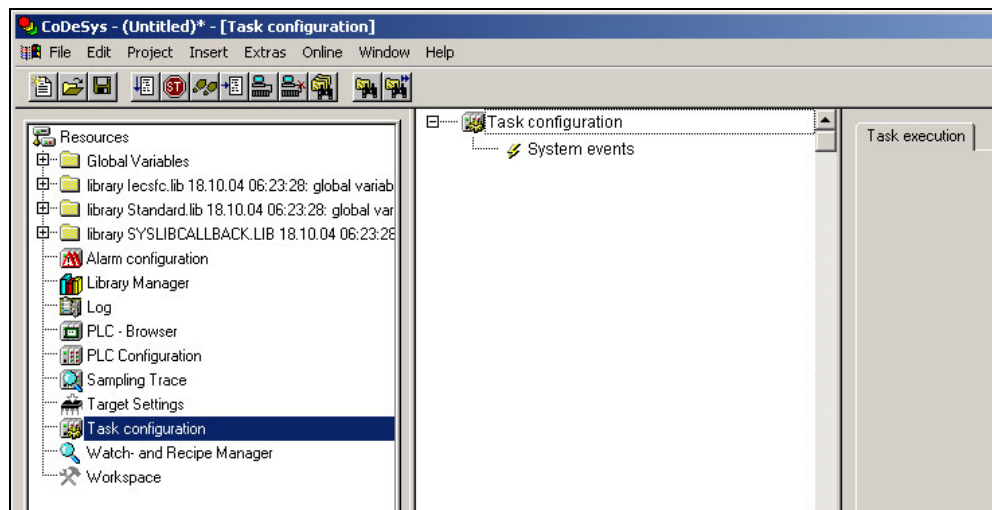 CoDeSys - (Untitled)* - [Task configuration]
File Edit Project Insert Extras Online Window Help
ST
Resources
Global Variables
library Iecsfc.lib 18.10.04 06:23:28: global variab
library Standard.lib 18.10.04 06:23:28: global var
library SYSLIBCALLBACK.LIB 18.10.04 06:23:28
Alarm configuration
Library Manager
Log
PLC - Browser
PLC Configuration
Sampling Trace
Target Settings
Task configuration
Watch- and Recipe Manager
Workspace
Task configuration
System events
Task execution